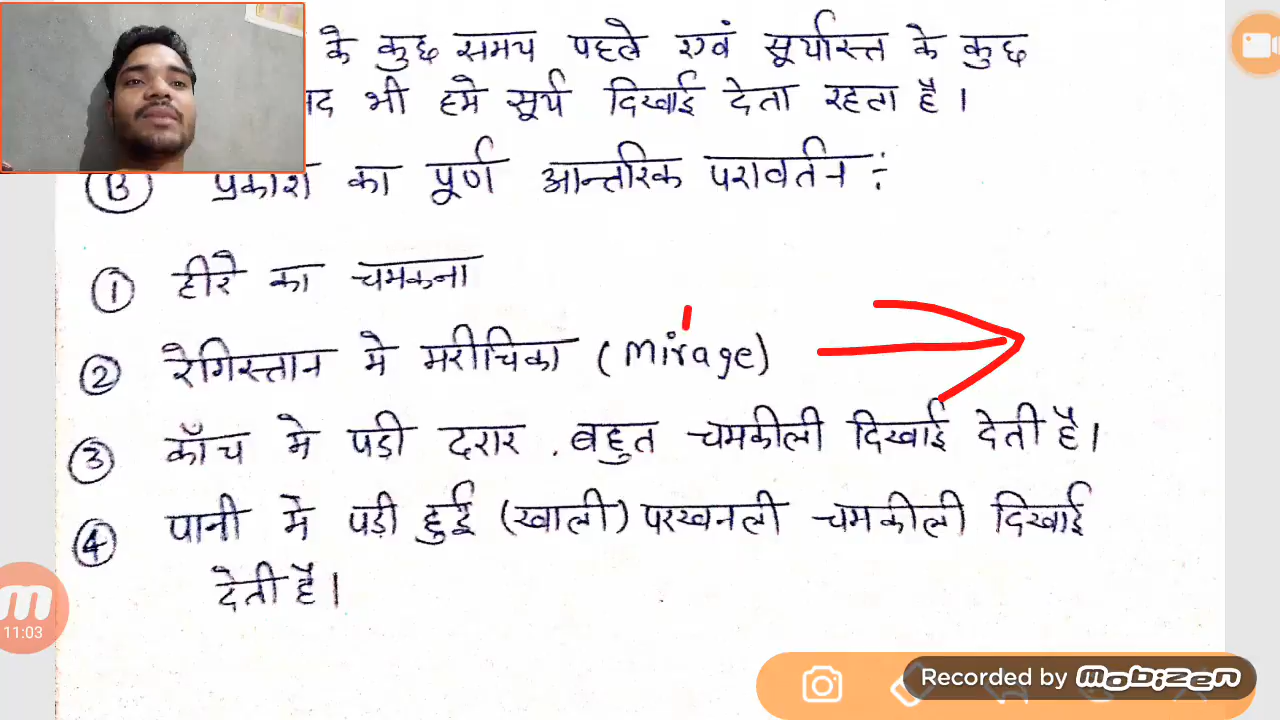 के कुछ समय पहले एवं सूर्यास्त के कुछ
भी हमे सूर्य दिखाई देता रहता है।
B प्रकाश का पूर्ण आन्तरिक परावर्तन :-
1 हीरे का चमकना
2 रेगिस्तान मे मरीचिका (mirage)
3 काँच मे पड़ी दरार . बहुत चमकीली दिखाई देती है।
4 पानी मे पड़ी हुई (खाली) परखनली चमकीली दिखाई
देती है।
m
11:03
Recorded by mobizen